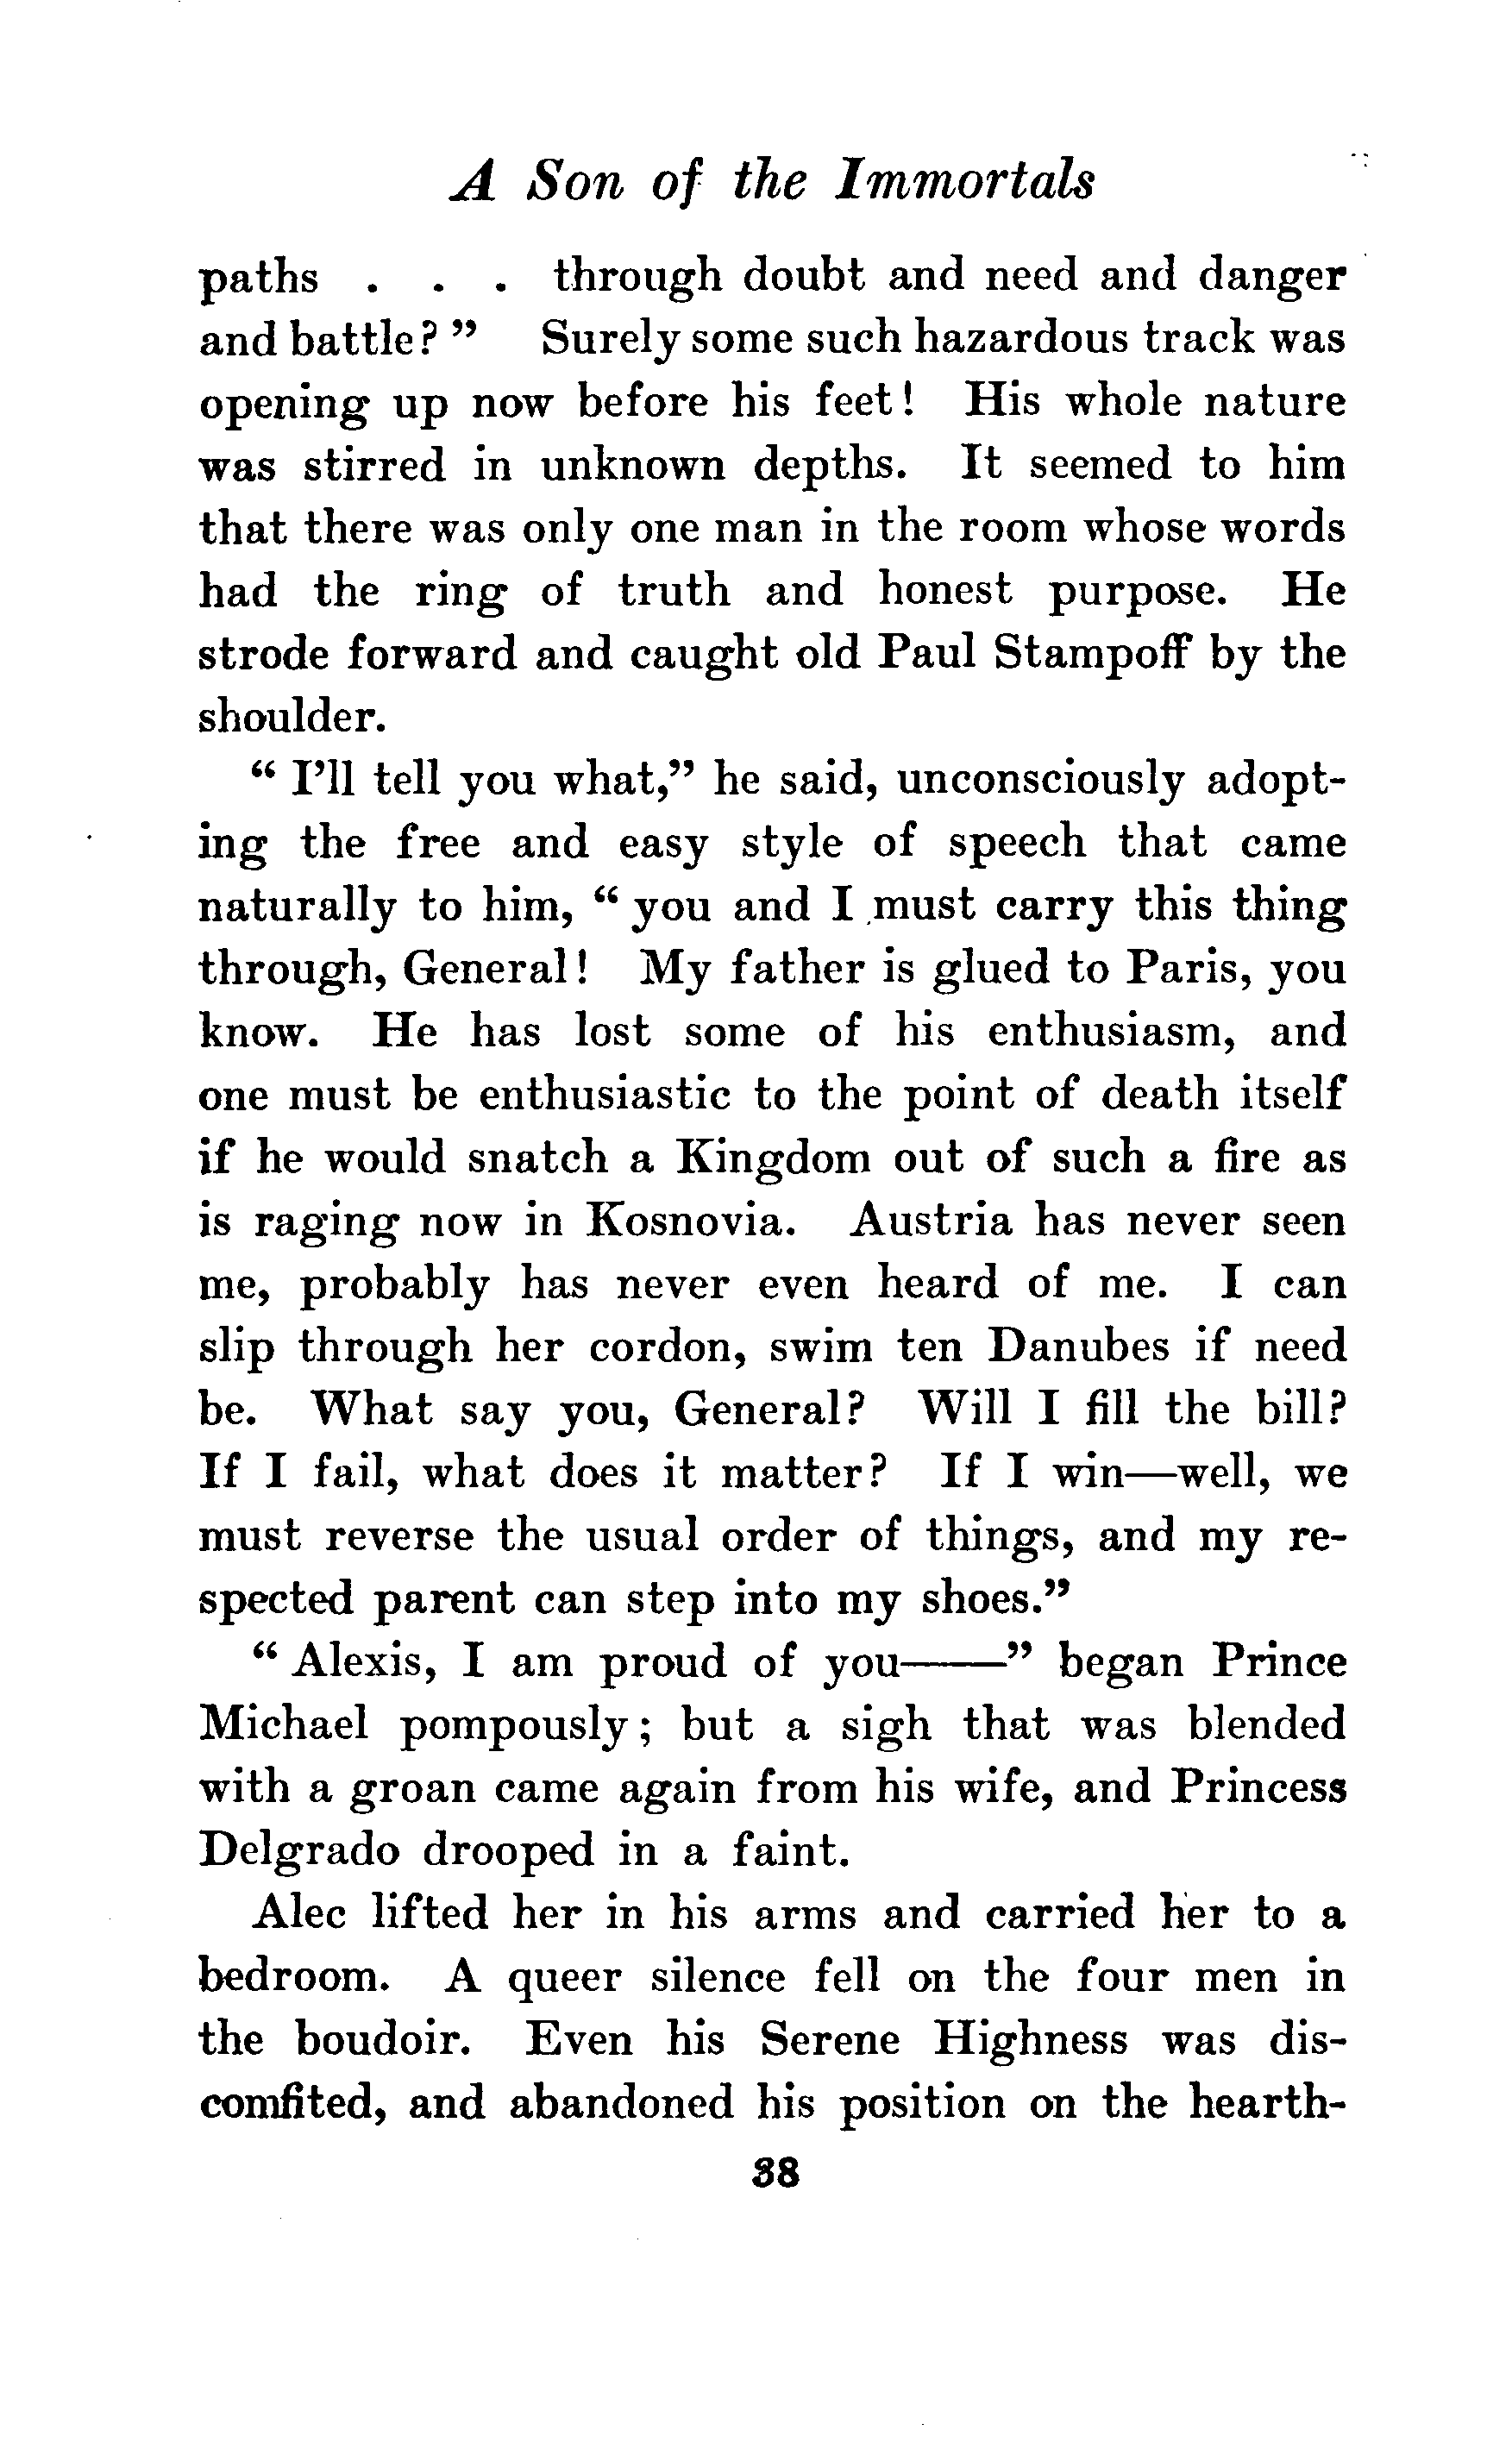 A Son of the Immortals
paths . . . through doubt and need and danger
and battle? " Surely some such hazardous track was
opening up now before his feet! His whole nature
was stirred in unknown depths. It seemed to him
that there was only one man in the room whose words
had the ring of truth and honest purpose. He
strode forward and caught old Paul Stampoff by the
shoulder.
" I'll tell you what," he said, unconsciously adopt-
ing the free and easy style of speech that came
naturally to him, " you and I must carry this thing
through, General! My father is glued to Paris, you
know. He has lost some of his enthusiasm, and
one must be enthusiastic to the point of death itself
if he would snatch a Kingdom out of such a fire as
is raging now in Kosnovia. Austria has never seen
me, probably has never even heard of me. I can
slip through her cordon, swim ten Danubes if need
be. What say you, General? Will I fill the bill?
If I fail, what does it matter? If I win—well, we
must reverse the usual order of things, and my re-
spected parent can step into my shoes."
" Alexis, I am proud of you——" began Prince
Michael pompously; but a sigh that was blended
with a groan came again from his wife, and Princess
Delgrado drooped in a faint.
Alec lifted her in his arms and carried her to a
bedroom. A queer silence fell on the four men in
the boudoir. Even his Serene Highness was dis-
comfited, and abandoned his position on the hearth-
38